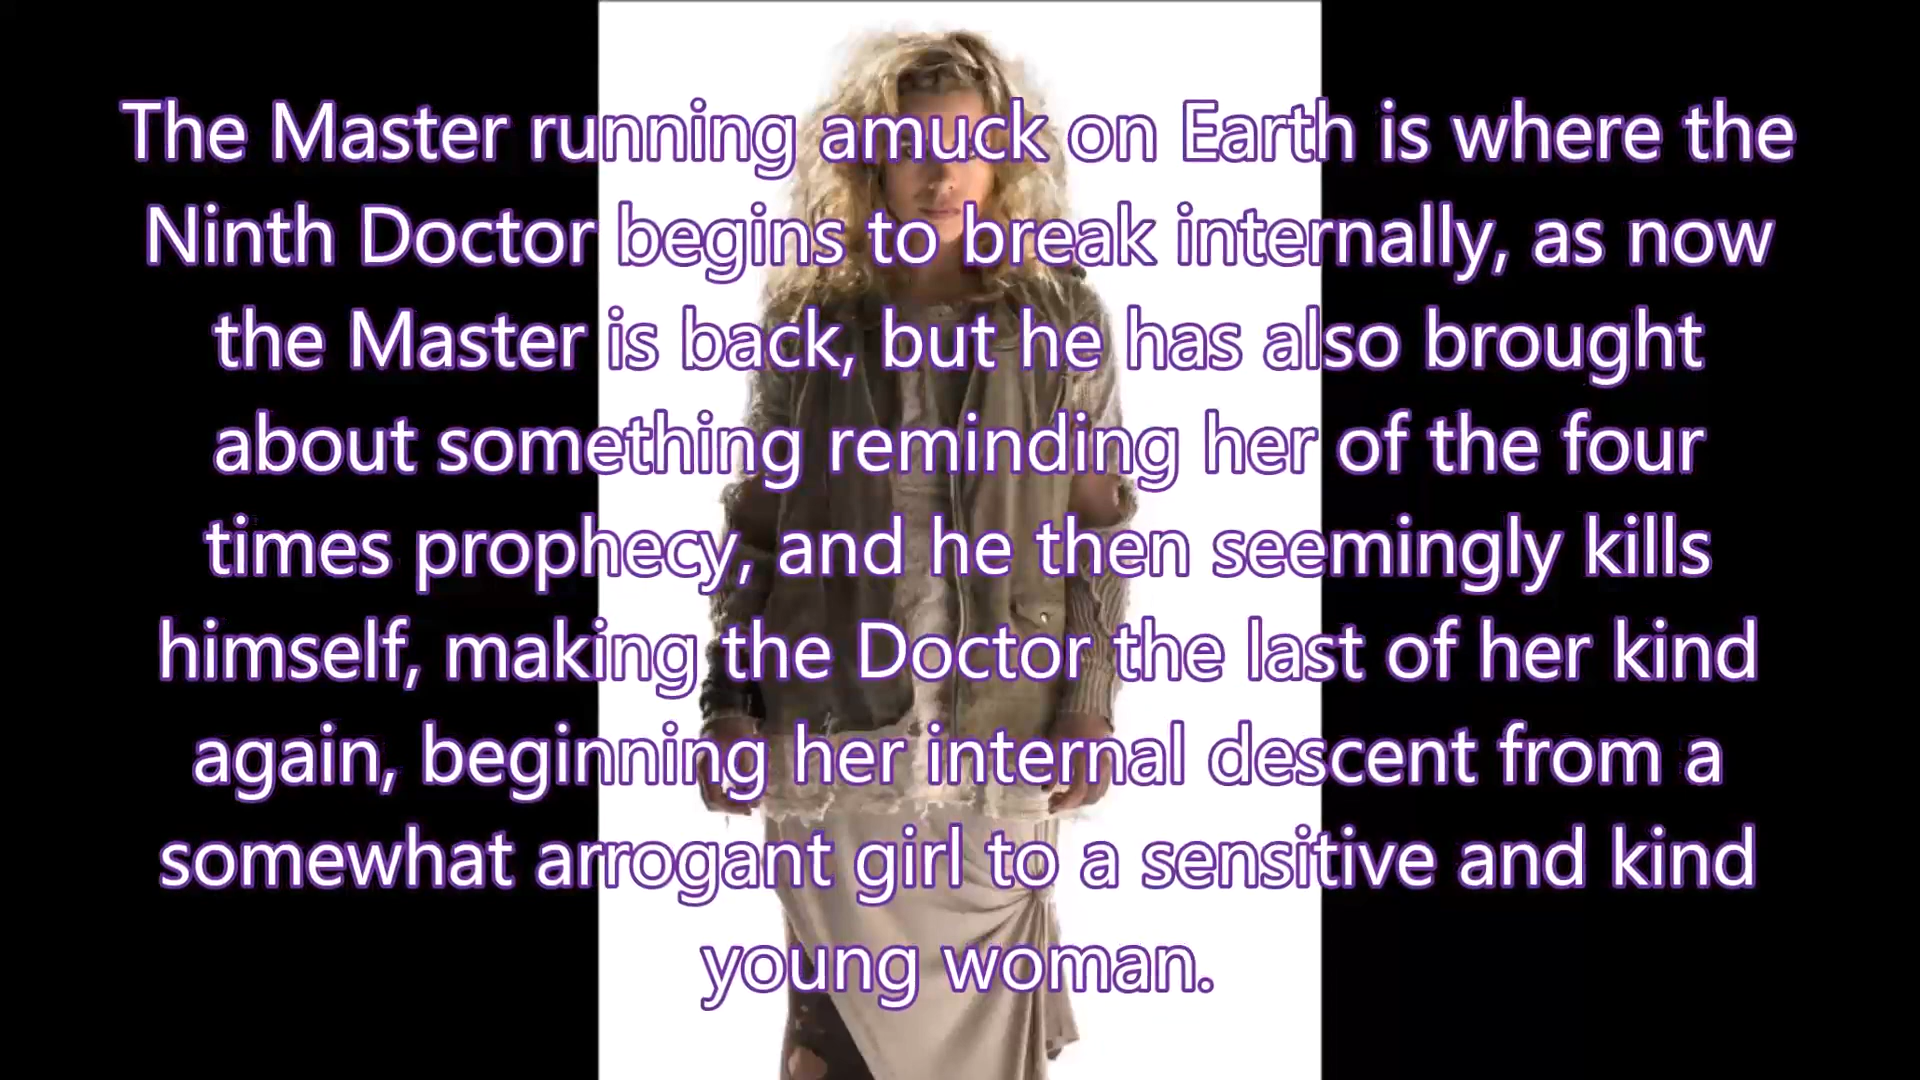 The Master running amuck on Earth is where the
Ninth Doctor begins to break internally, as now
the Master is back, but he has also brought
about something reminding her of the four
times prophecy, and he then seemingly kills
himself, making the Doctor the last of her kind
again, beginning her internal descent from a
somewhat arrogant girl to a sensitive and kind
young woman.